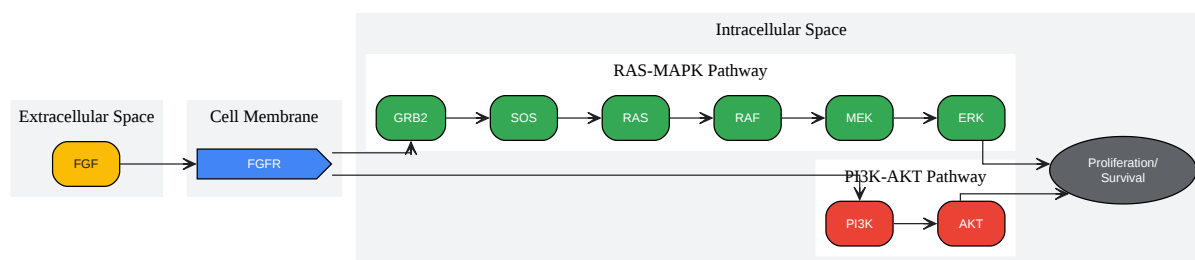 Intracellular Space
RAS-MAPK Pathway
Extracellular Space
Cell Membrane
GRB2
SOS
RAS
RAF
MEK
ERK
FGF
FGFR
Proliferation/
Survival
PI3K-AKT Pathway
PI3K
AKT